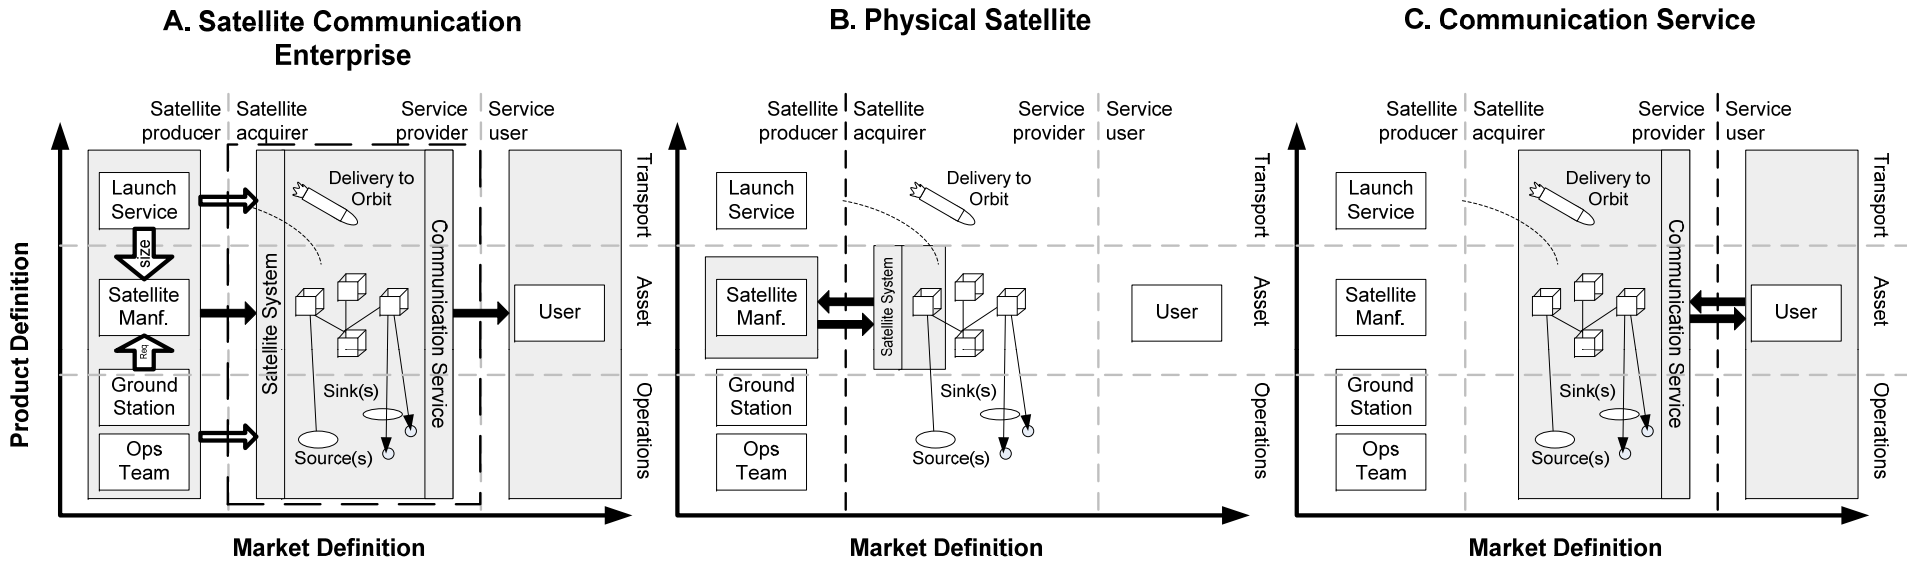 A. Satellite Communication
Enterprise
Satellite
producer
Satellite
acquirer
Service
provider
Service
user
Product Definition
Launch
Service
size
Satellite
Manf.
Req
Ground
Station
Ops
Team
Satellite System
Delivery to
Orbit
Sink(s)
Source(s)
Communication Service
User
Transport
Asset
Operations
Market Definition
B. Physical Satellite
Satellite
producer
Satellite
acquirer
Service
provider
Service
user
Launch
Service
Satellite
Manf.
Ground
Station
Ops
Team
Satellite System
Delivery to
Orbit
Sink(s)
Source(s)
User
Transport
Asset
Operations
Market Definition
C. Communication Service
Satellite
producer
Satellite
acquirer
Service
provider
Service
user
Launch
Service
Satellite
Manf.
Ground
Station
Ops
Team
Delivery to
Orbit
Sink(s)
Source(s)
Communication Service
User
Transport
Asset
Operations
Market Definition